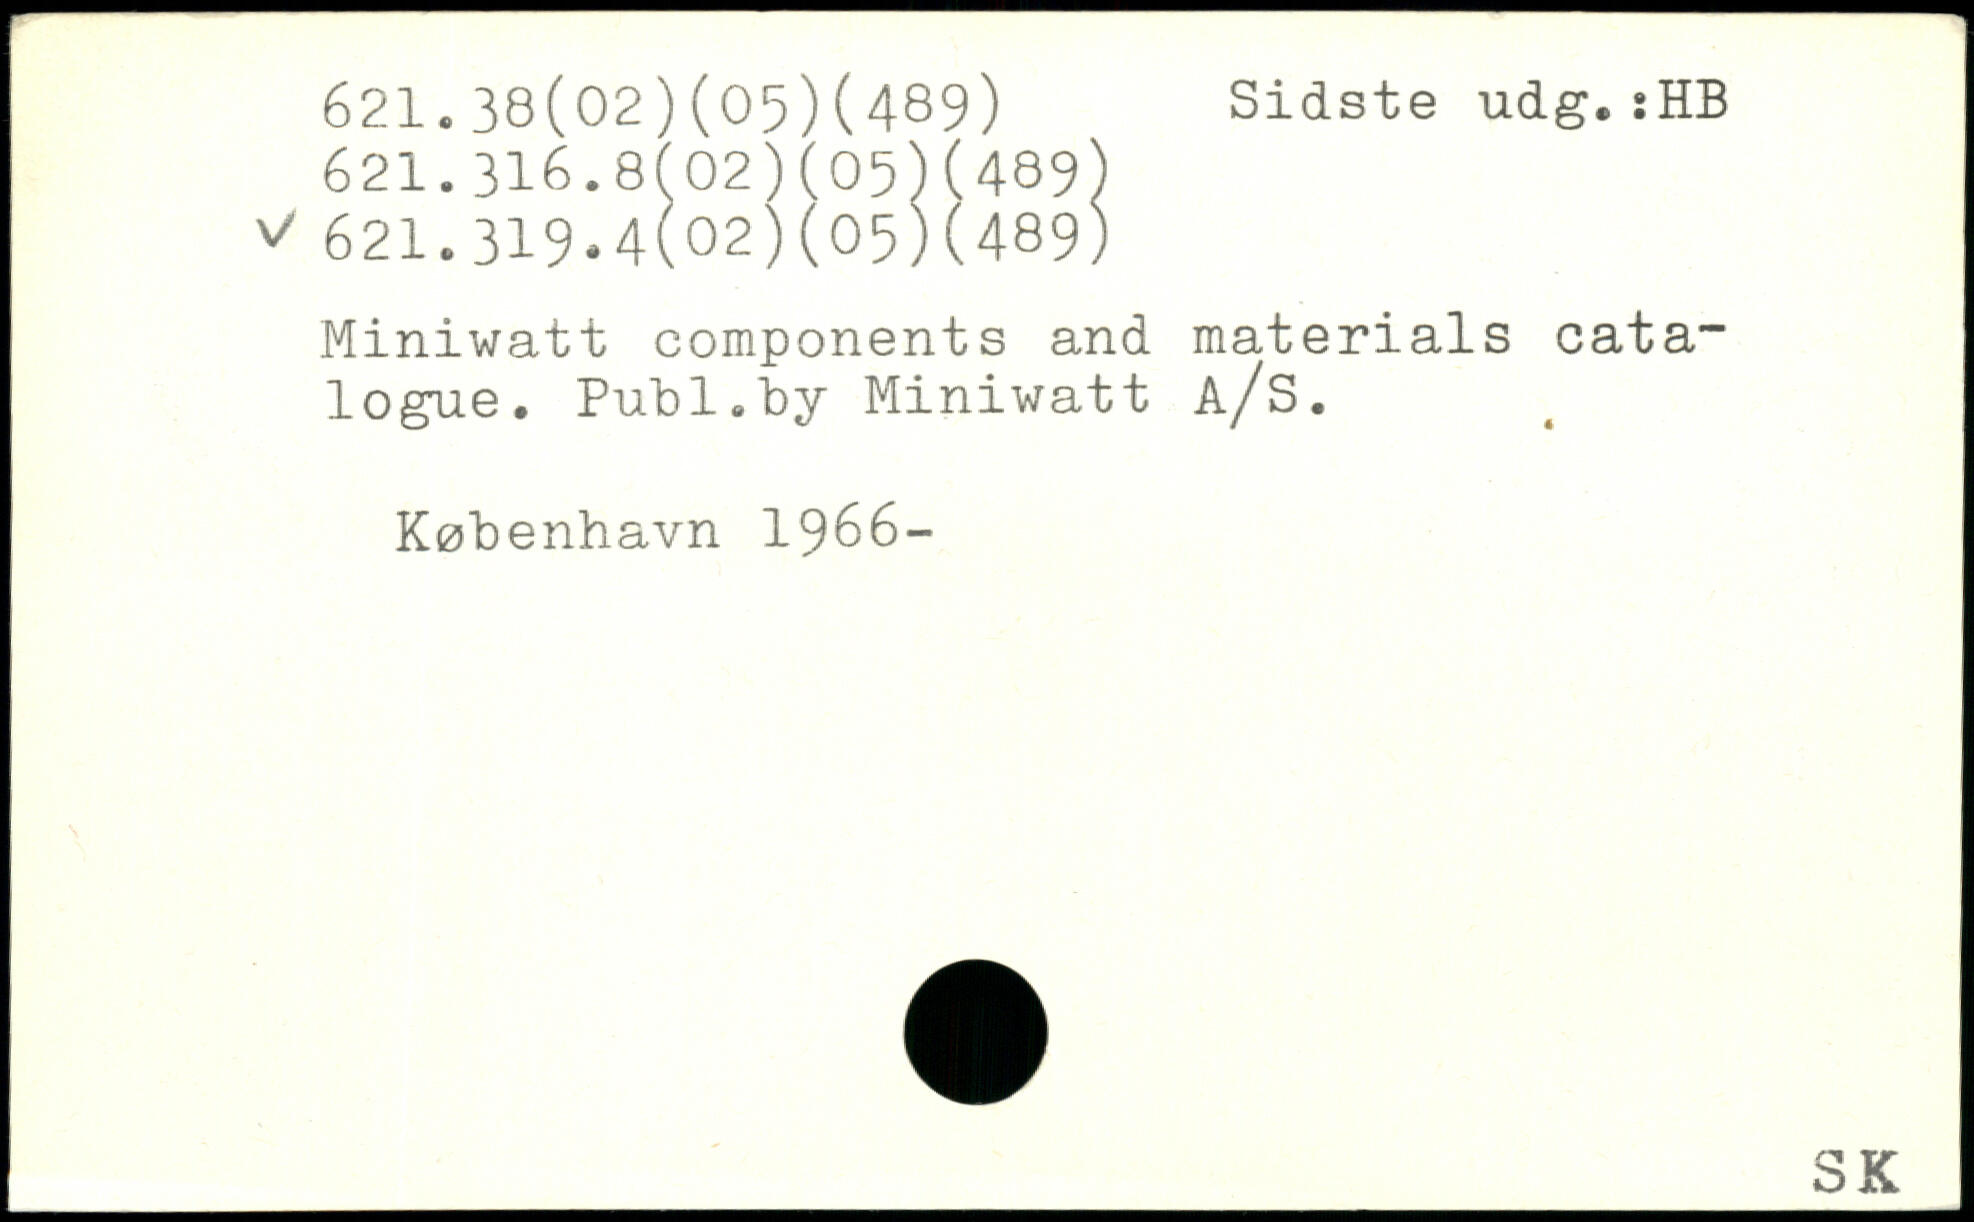 621.38(02)(05)(489) Sidste udg.:HB
621.316.8(02)(05)(489)
✓ 621.319.4(02)(05)(489)
Miniwatt components and materials cata-
logue. Publ.by Miniwatt A/S.
København 1966-
SK